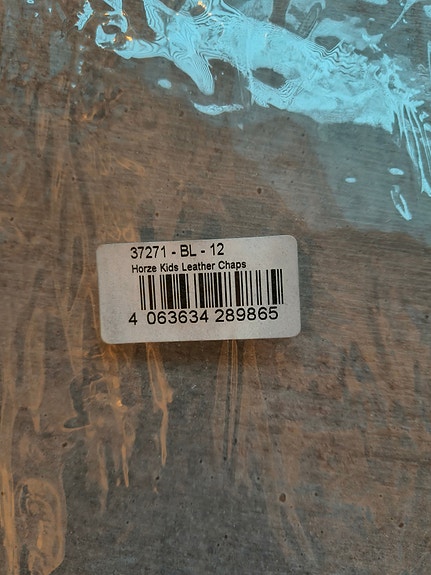 37271 - BL - 12
Horze Kids Leather Chaps
4 063634 289865